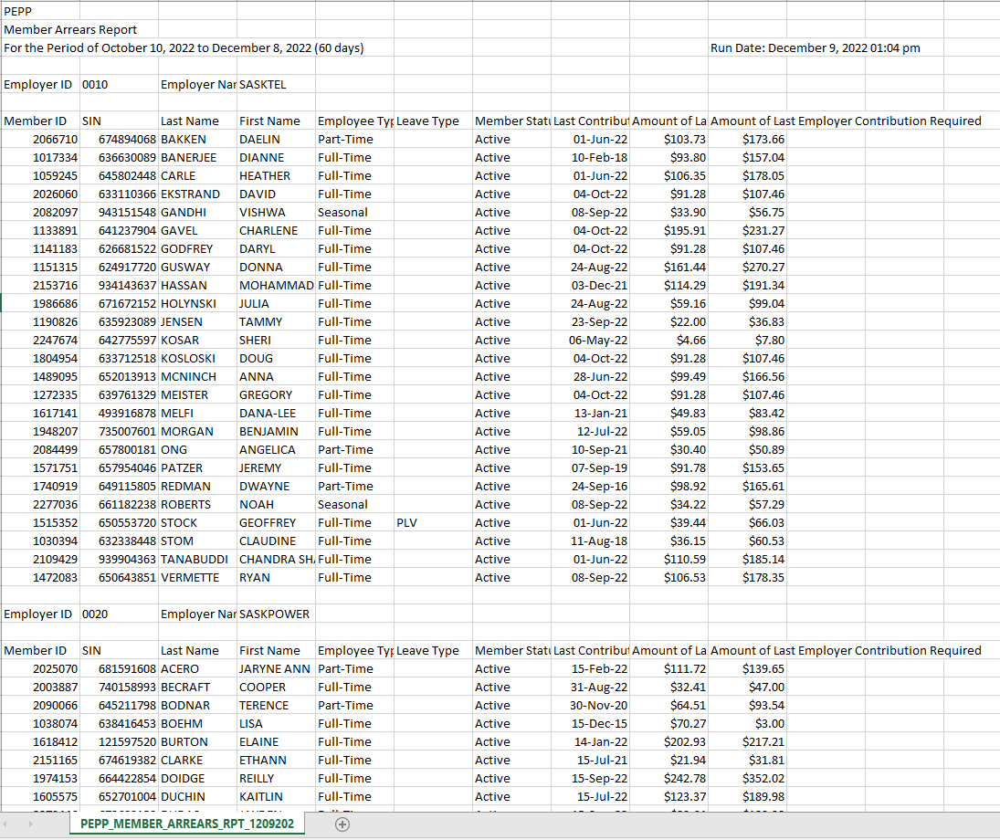 PEPP
Member Arrears Report
For the Period of October 10, 2022 to December 8, 2022 (60 days) Run Date: December 9, 2022 01:04 pm
Employer ID 0010 Employer Nar SASKTEL
Member ID SIN Last Name First Name Employee Typ Leave Type Member Statu Last Contribut Amount of La Amount of Last Employer Contribution Required
2066710 674894068 BAKKEN DAELIN Part-Time Active 01-Jun-22 $103.73 $173.66
1017334 636630089 BANERJEE DIANNE Full-Time Active 10-Feb-18 $93.80 $157.04
1059245 645802448 CARLE HEATHER Full-Time Active 01-Jun-22 $106.35 $178.05
2026060 633110366 EKSTRAND DAVID Full-Time Active 04-Oct-22 $91.28 $107.46
2082097 943151548 GANDHI VISHWA Seasonal Active 08-Sep-22 $33.90 $56.75
1133891 641237904 GAVEL CHARLENE Full-Time Active 04-Oct-22 $195.91 $231.27
1141183 626681522 GODFREY DARYL Full-Time Active 04-Oct-22 $91.28 $107.46
1151315 624917720 GUSWAY DONNA Full-Time Active 24-Aug-22 $161.44 $270.27
2153716 934143637 HASSAN MOHAMMAD Full-Time Active 03-Dec-21 $114.29 $191.34
1986686 671672152 HOLYNSKI JULIA Full-Time Active 24-Aug-22 $59.16 $99.04
1190826 635923089 JENSEN TAMMY Full-Time Active 23-Sep-22 $22.00 $36.83
2247674 642775597 KOSAR SHERI Full-Time Active 06-May-22 $4.66 $7.80
1804954 633712518 KOSLOSKI DOUG Full-Time Active 04-Oct-22 $91.28 $107.46
1489095 652013913 MCNINCH ANNA Full-Time Active 28-Jun-22 $99.49 $166.56
1272335 639761329 MEISTER GREGORY Full-Time Active 04-Oct-22 $91.28 $107.46
1617141 493916878 MELFI DANA-LEE Full-Time Active 13-Jan-21 $49.83 $83.42
1948207 735007601 MORGAN BENJAMIN Full-Time Active 12-Jul-22 $59.05 $98.86
2084499 657800181 ONG ANGELICA Part-Time Active 10-Sep-21 $30.40 $50.89
1571751 657954046 PATZER JEREMY Full-Time Active 07-Sep-19 $91.78 $153.65
1740919 649115805 REDMAN DWAYNE Part-Time Active 24-Sep-16 $98.92 $165.61
2277036 661182238 ROBERTS NOAH Seasonal Active 08-Sep-22 $34.22 $57.29
1515352 650553720 STOCK GEOFFREY Full-Time PLV Active 01-Jun-22 $39.44 $66.03
1030394 632338448 STOM CLAUDINE Full-Time Active 11-Aug-18 $36.15 $60.53
2109429 939904363 TANABUDDI CHANDRA SHA Full-Time Active 01-Jun-22 $110.59 $185.14
1472083 650643851 VERMETTE RYAN Full-Time Active 08-Sep-22 $106.53 $178.35
Employer ID 0020 Employer Nar SASKPOWER
Member ID SIN Last Name First Name Employee Typ Leave Type Member Statu Last Contribut Amount of La Amount of Last Employer Contribution Required
2025070 681591608 ACERO JARYNE ANN Part-Time Active 15-Feb-22 $111.72 $139.65
2003887 740158993 BECRAFT COOPER Full-Time Active 31-Aug-22 $32.41 $47.00
2090066 645211798 BODNAR TERENCE Part-Time Active 30-Nov-20 $64.51 $93.54
1038074 638416453 BOEHM LISA Full-Time Active 15-Dec-15 $70.27 $3.00
1618412 121597520 BURTON ELAINE Full-Time Active 14-Jan-22 $202.93 $217.21
2151165 674619382 CLARKE ETHANN Full-Time Active 15-Jul-21 $21.94 $31.81
1974153 664422854 DOIDGE REILLY Full-Time Active 15-Sep-22 $242.78 $352.02
1605575 652701004 DUCHIN KAITLIN Full-Time Active 15-Jul-22 $123.37 $189.98
PEPP_MEMBER_ARREARS_RPT_1209202